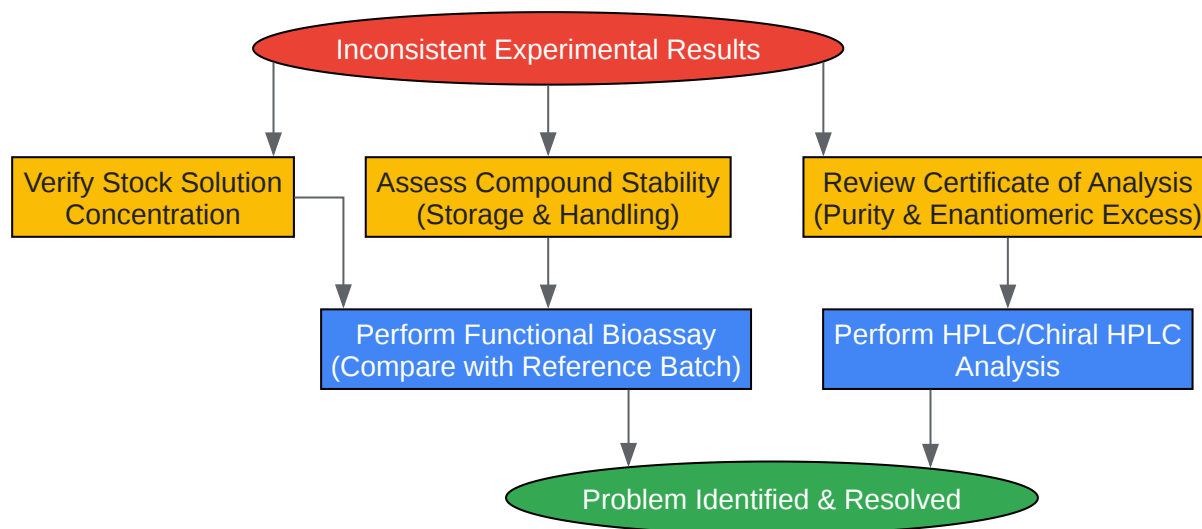 Inconsistent Experimental Results
Verify Stock Solution
Concentration
Assess Compound Stability
(Storage & Handling)
Review Certificate of Analysis
(Purity & Enantiomeric Excess)
Perform Functional Bioassay
(Compare with Reference Batch)
Perform HPLC/Chiral HPLC
Analysis
Problem Identified & Resolved